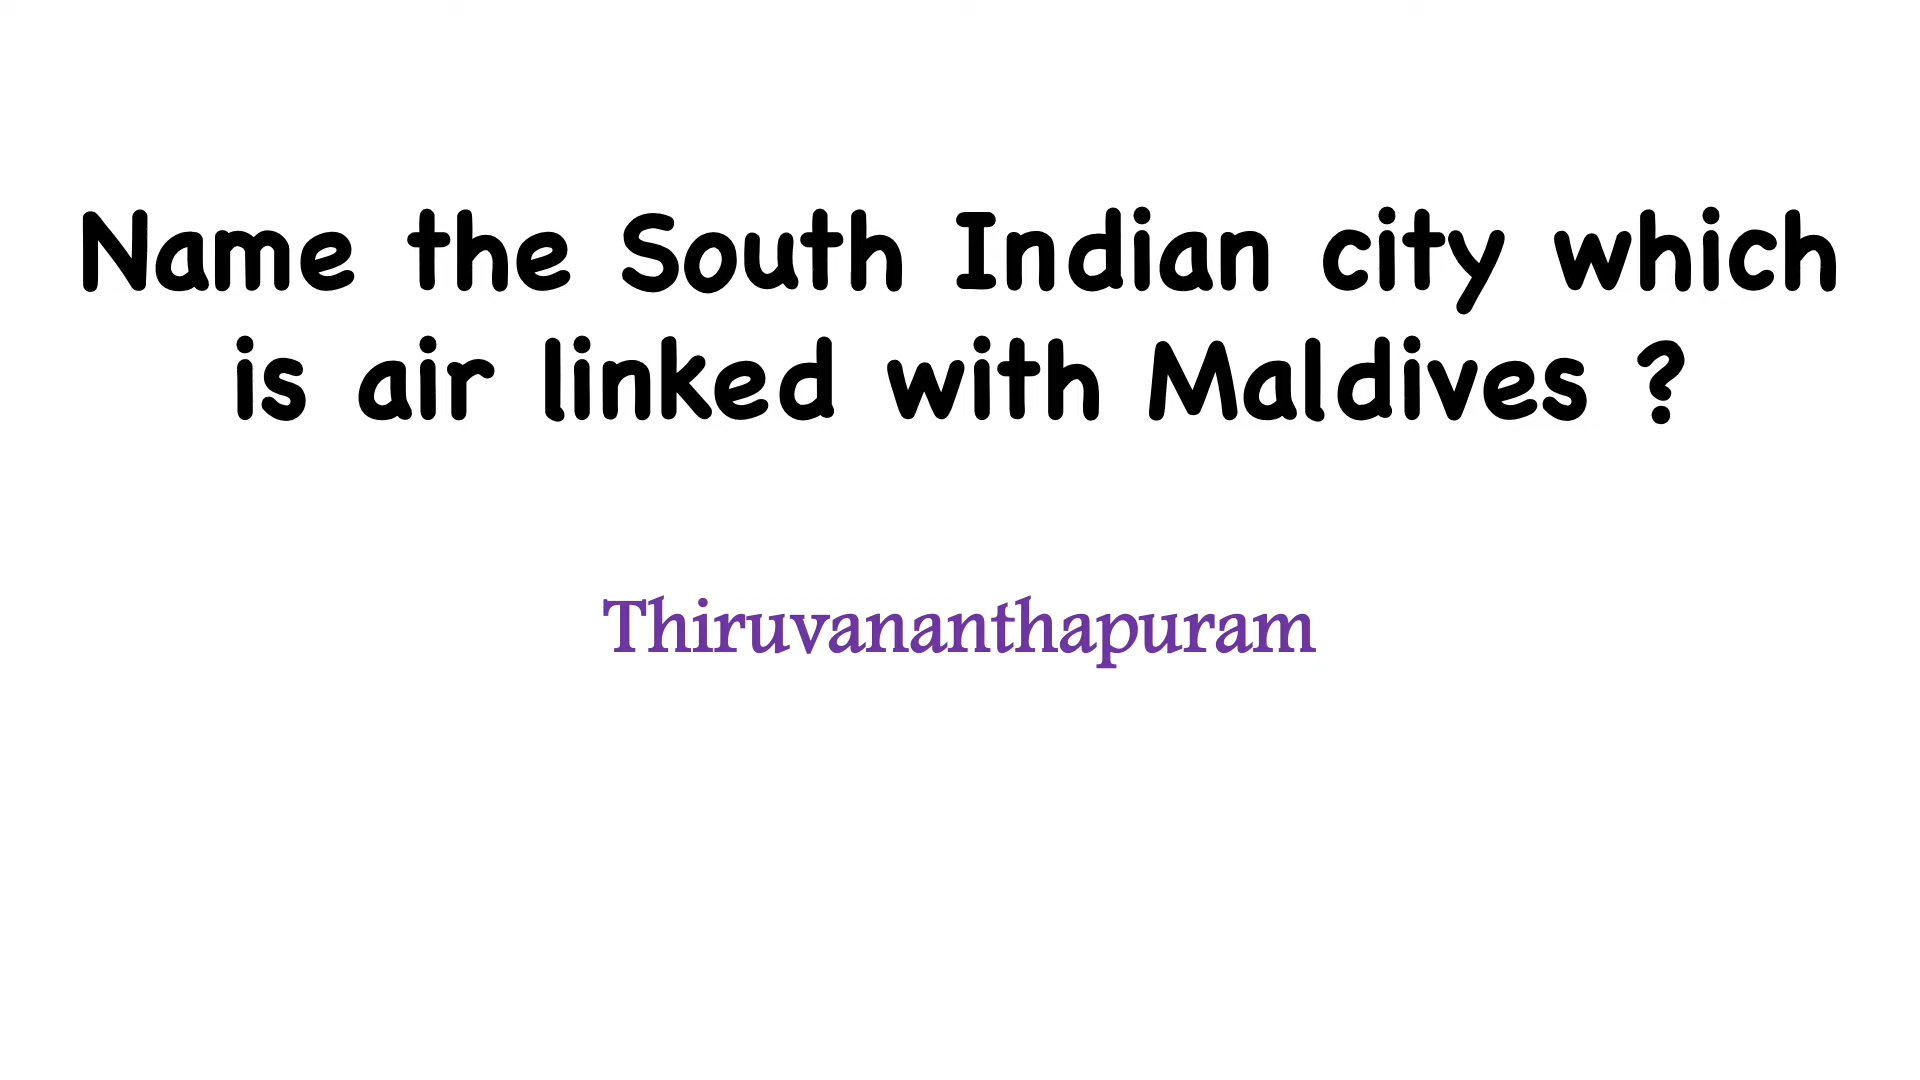 Name the South Indian city which
is air linked with Maldives ?
Thiruvananthapuram